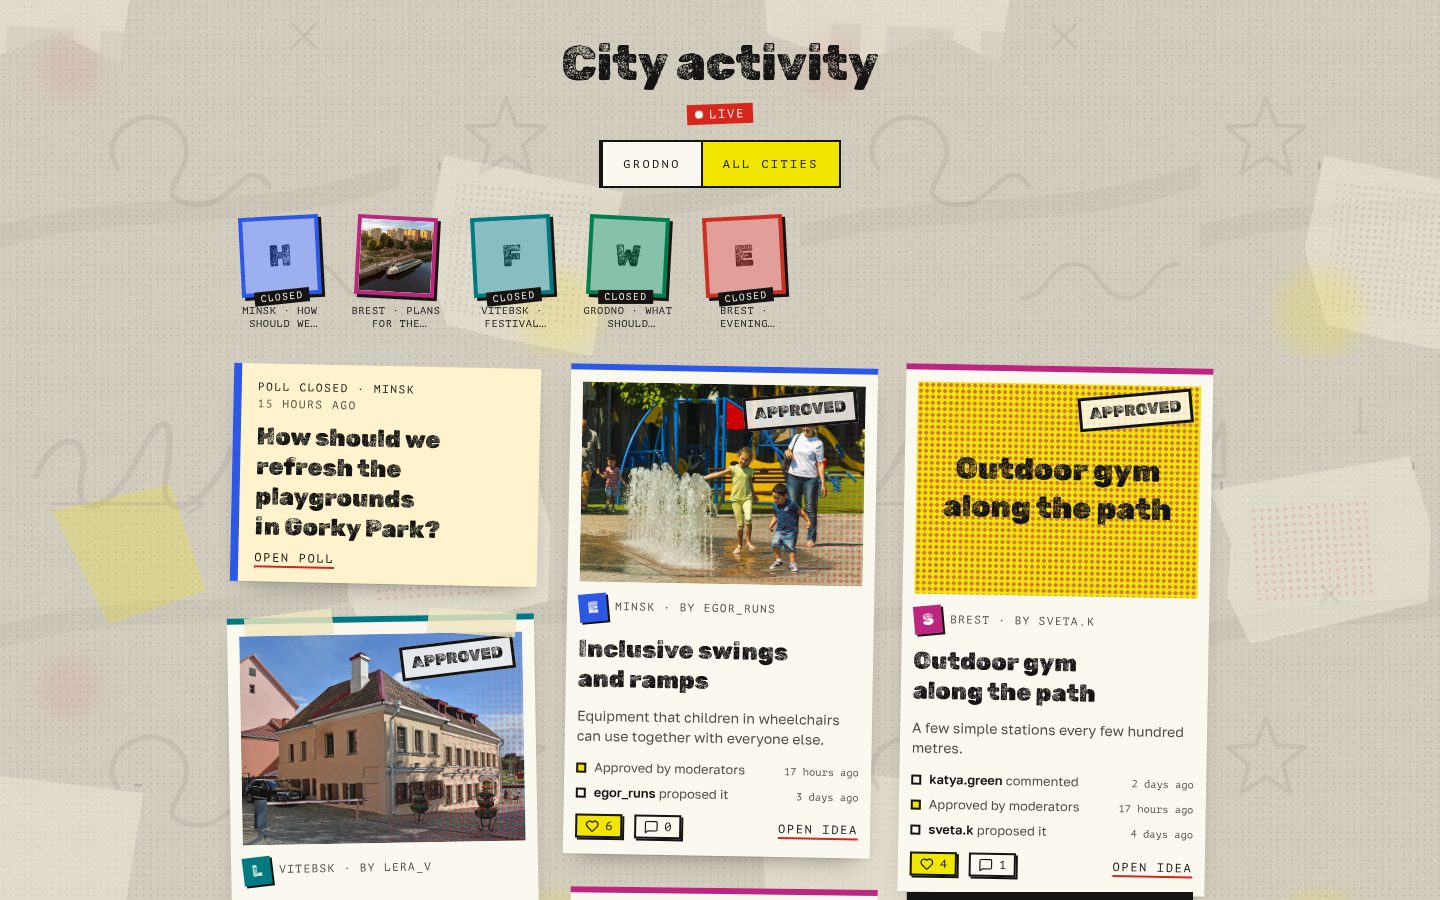 City activity
LIVE
GRODNO
ALL CITIES
H
CLOSED
MINSK · HOW
SHOULD WE…
BREST · PLANS
FOR THE…
F
CLOSED
VITEBSK ·
FESTIVAL…
W
CLOSED
GRODNO · WHAT
SHOULD…
E
CLOSED
BREST ·
EVENING…
POLL CLOSED · MINSK
15 HOURS AGO
How should we
refresh the
playgrounds
in Gorky Park?
OPEN POLL
APPROVED
L
VITEBSK · BY LERA_V
APPROVED
E
MINSK · BY EGOR_RUNS
Inclusive swings
and ramps
Equipment that children in wheelchairs
can use together with everyone else.
Approved by moderators 17 hours ago
egor_runs proposed it 3 days ago
6 0 OPEN IDEA
APPROVED
Outdoor gym
along the path
S
BREST · BY SVETA.K
Outdoor gym
along the path
A few simple stations every few hundred
metres.
katya.green commented 2 days ago
Approved by moderators 17 hours ago
sveta.k proposed it 4 days ago
4 1 OPEN IDEA